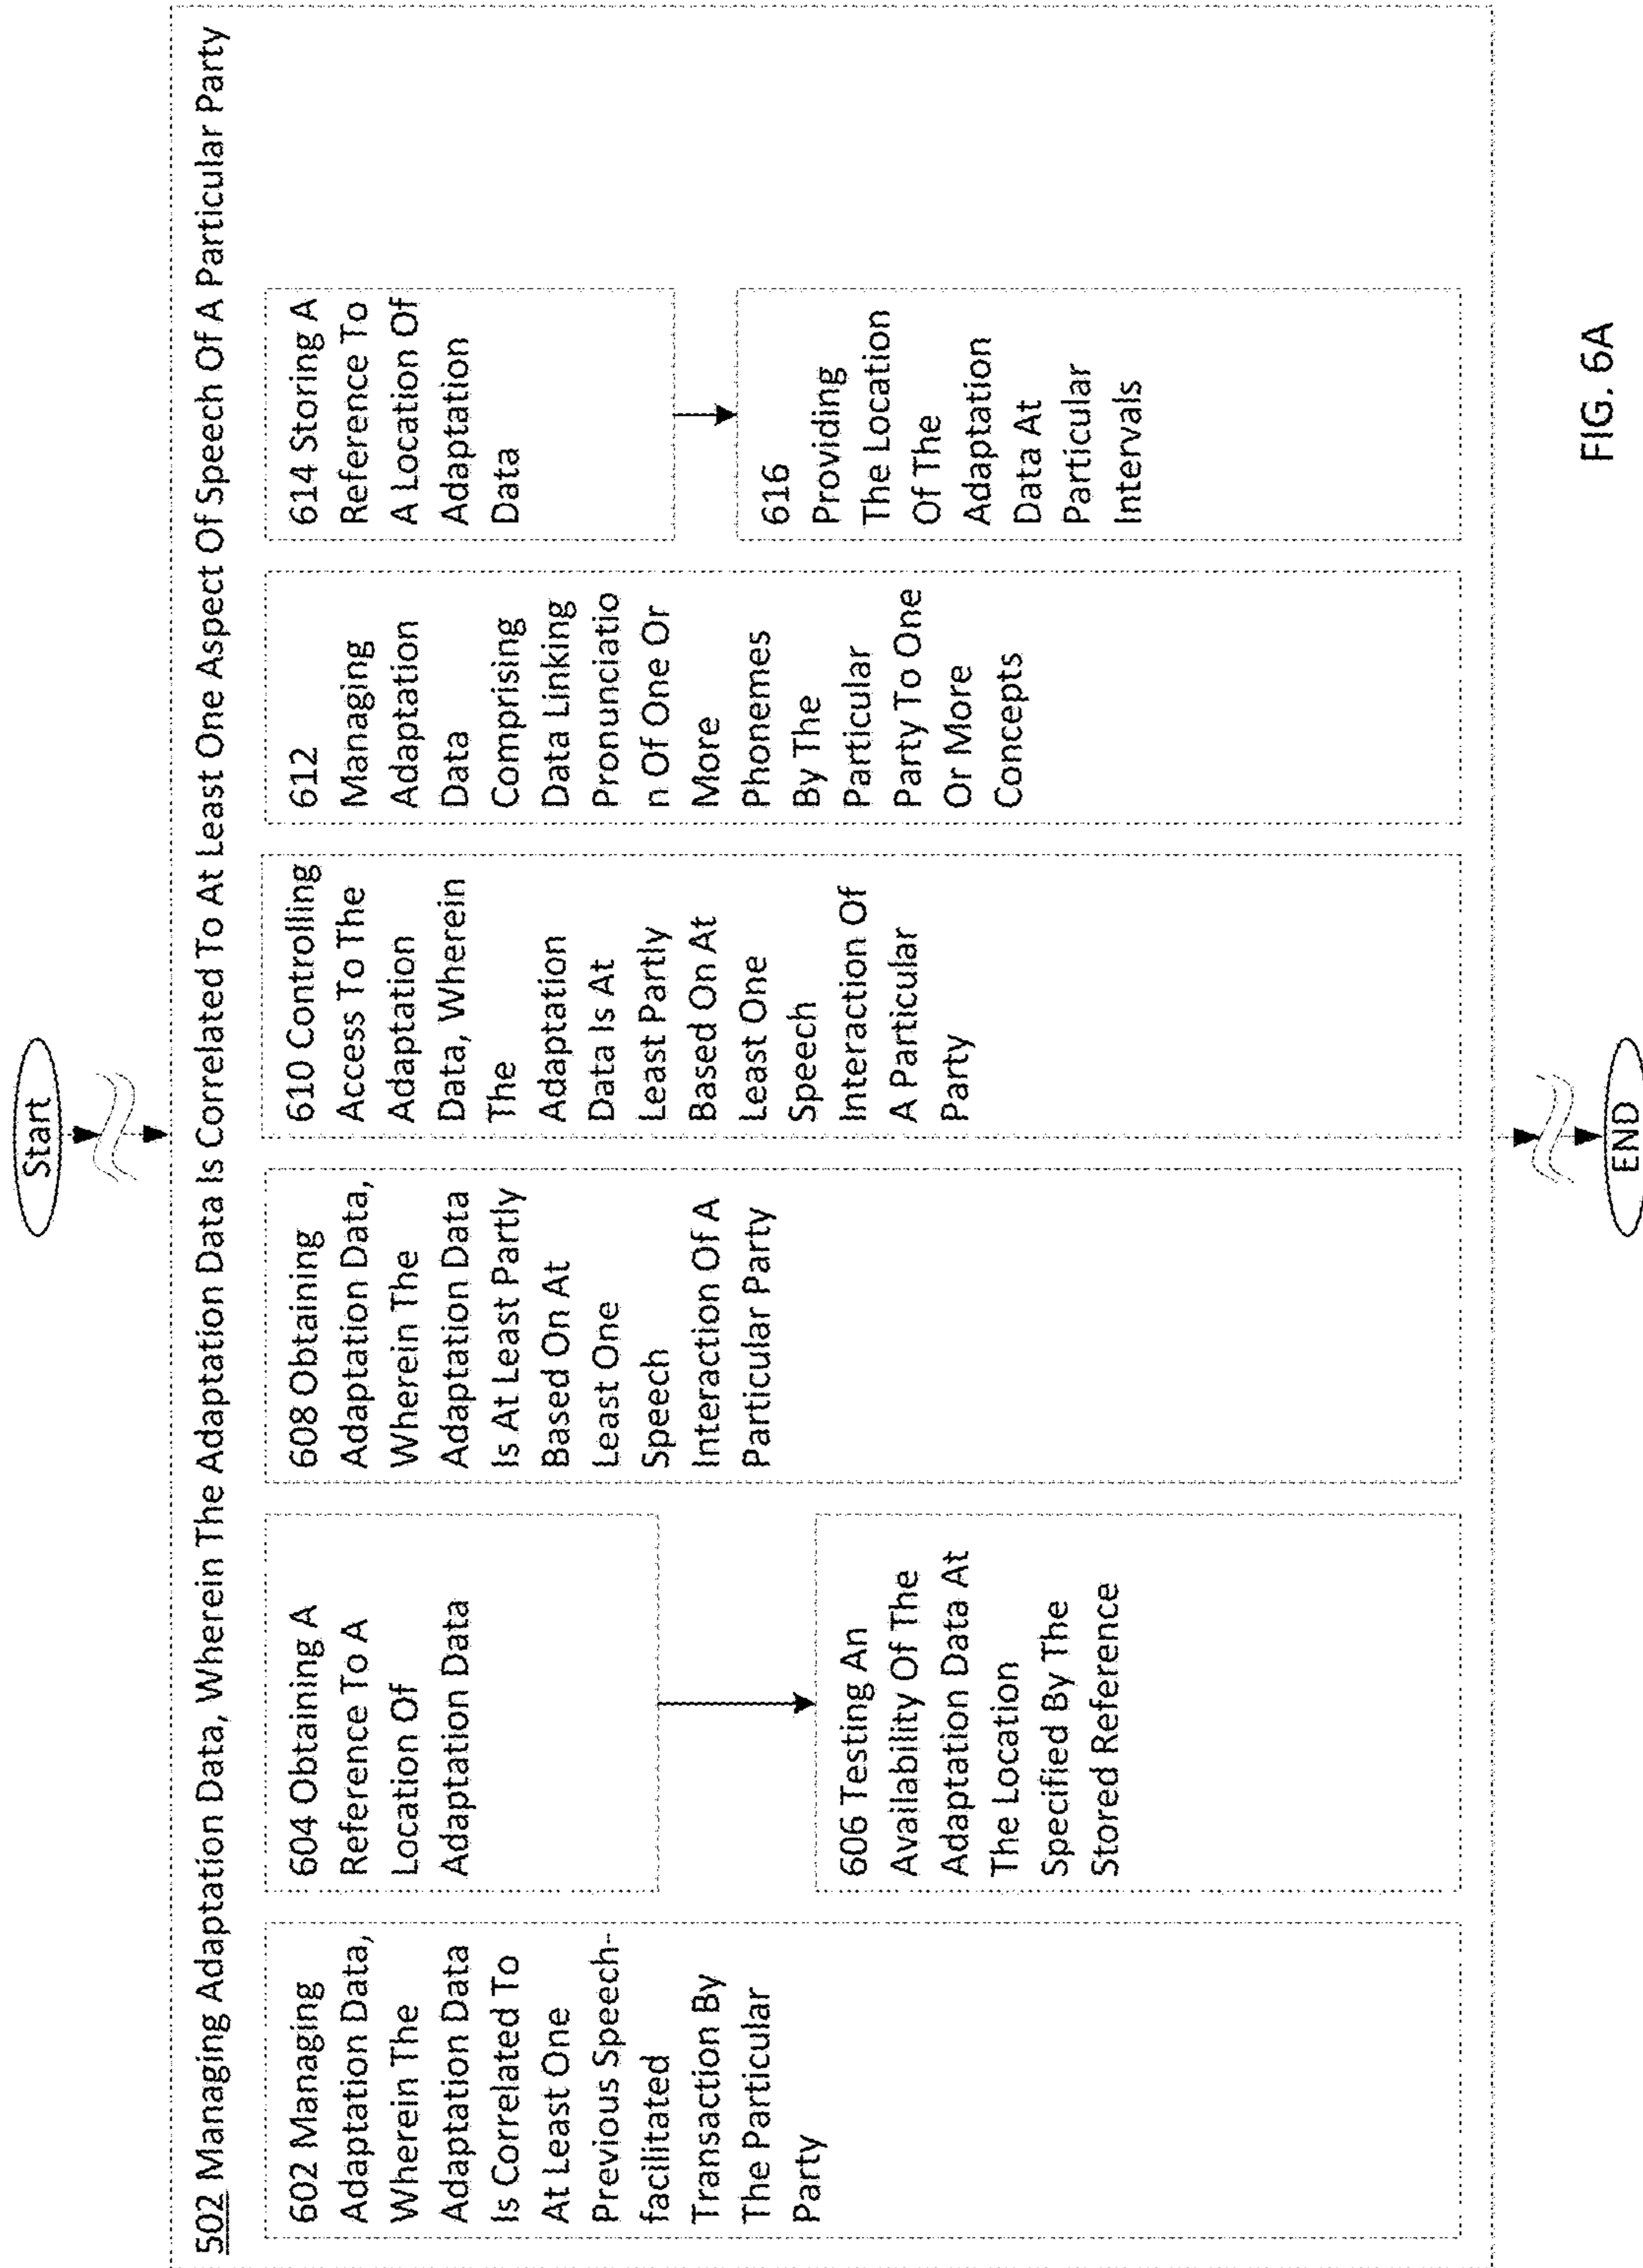 Start
502 Managing Adaptation Data, Wherein The Adaptation Data Is Correlated To At Least One Aspect Of Speech Of A Particular Party
602 Managing
Adaptation Data,
Wherein The
Adaptation Data
Is Correlated To
At Least One
Previous Speech-
facilitated
Transaction By
The Particular
Party
604 Obtaining A
Reference To A
Location Of
Adaptation Data
606 Testing An
Availability Of The
Adaptation Data At
The Location
Specified By The
Stored Reference
608 Obtaining
Adaptation Data,
Wherein The
Adaptation Data
Is At Least Partly
Based On At
Least One
Speech
Interaction Of A
Particular Party
610 Controlling
Access To The
Adaptation
Data, Wherein
The
Adaptation
Data Is At
Least Partly
Based On At
Least One
Speech
Interaction Of
A Particular
Party
612
Managing
Adaptation
Data
Comprising
Data Linking
Pronunciatio
n Of One Or
More
Phonemes
By The
Particular
Party To One
Or More
Concepts
614 Storing A
Reference To
A Location Of
Adaptation
Data
616
Providing
The Location
Of The
Adaptation
Data At
Particular
Intervals
END
FIG. 6A